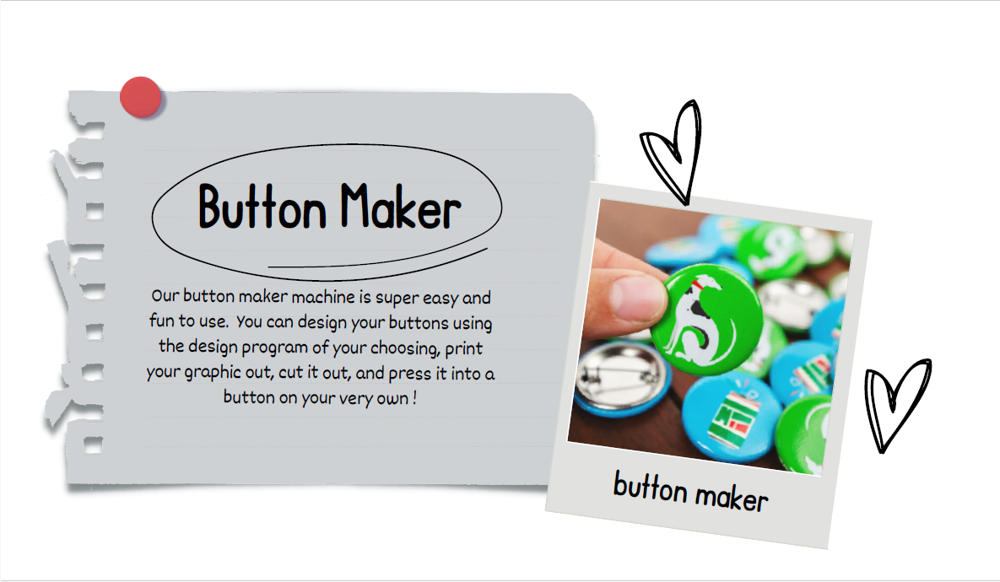 Button Maker
Our button maker machine is super easy and
fun to use. You can design your buttons using
the design program of your choosing, print
your graphic out, cut it out, and press it into a
button on your very own !
button maker